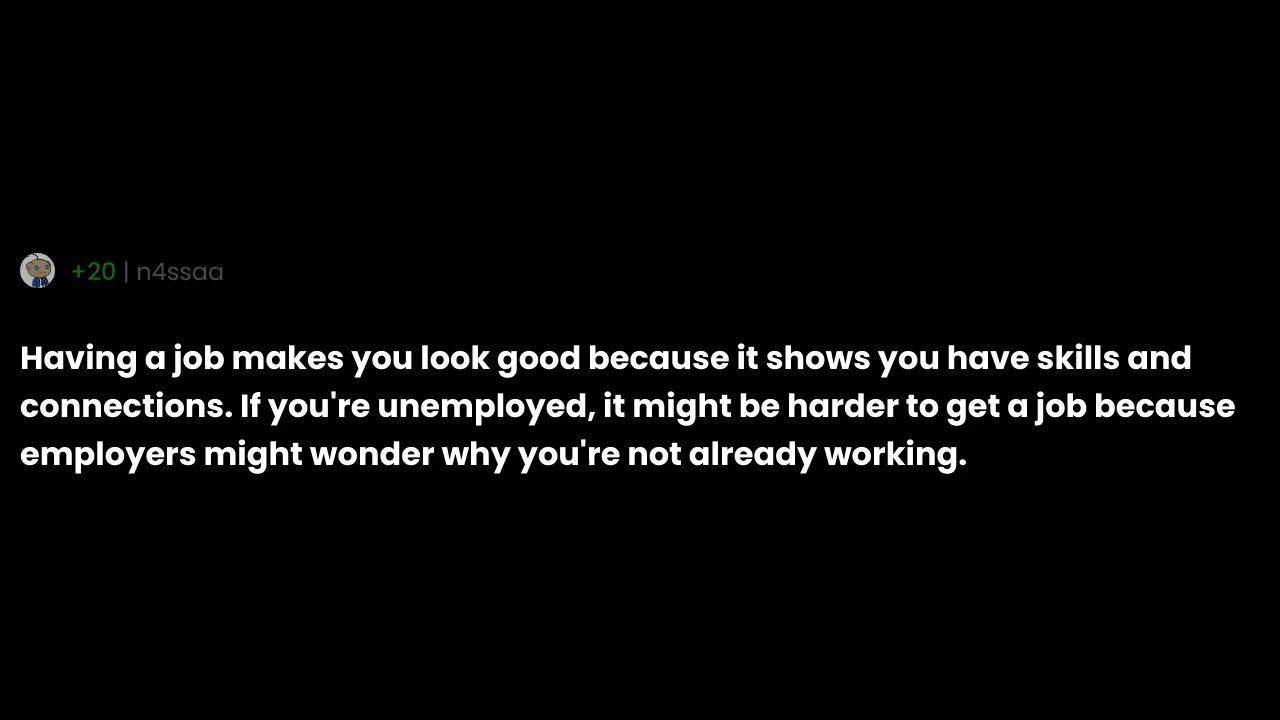 +20 | n4ssaa
Having a job makes you look good because it shows you have skills and
connections. If you're unemployed, it might be harder to get a job because
employers might wonder why you're not already working.